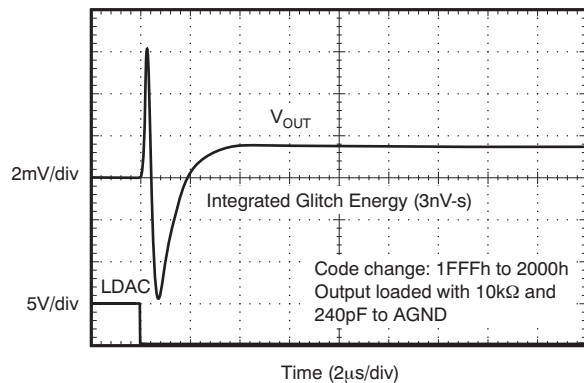 V_OUT
2mV/div
Integrated Glitch Energy (3nV-s)
LDAC
5V/div
Code change: 1FFFh to 2000h
Output loaded with 10kΩ and
240pF to AGND
Time (2μs/div)